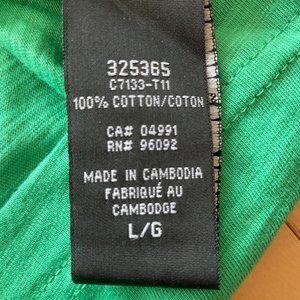 325365
C7133-T11
100% COTTON/COTON
CA# 04991
RN# 96092
MADE IN CAMBODIA
FABRIQUÉ AU
CAMBODGE
L/G